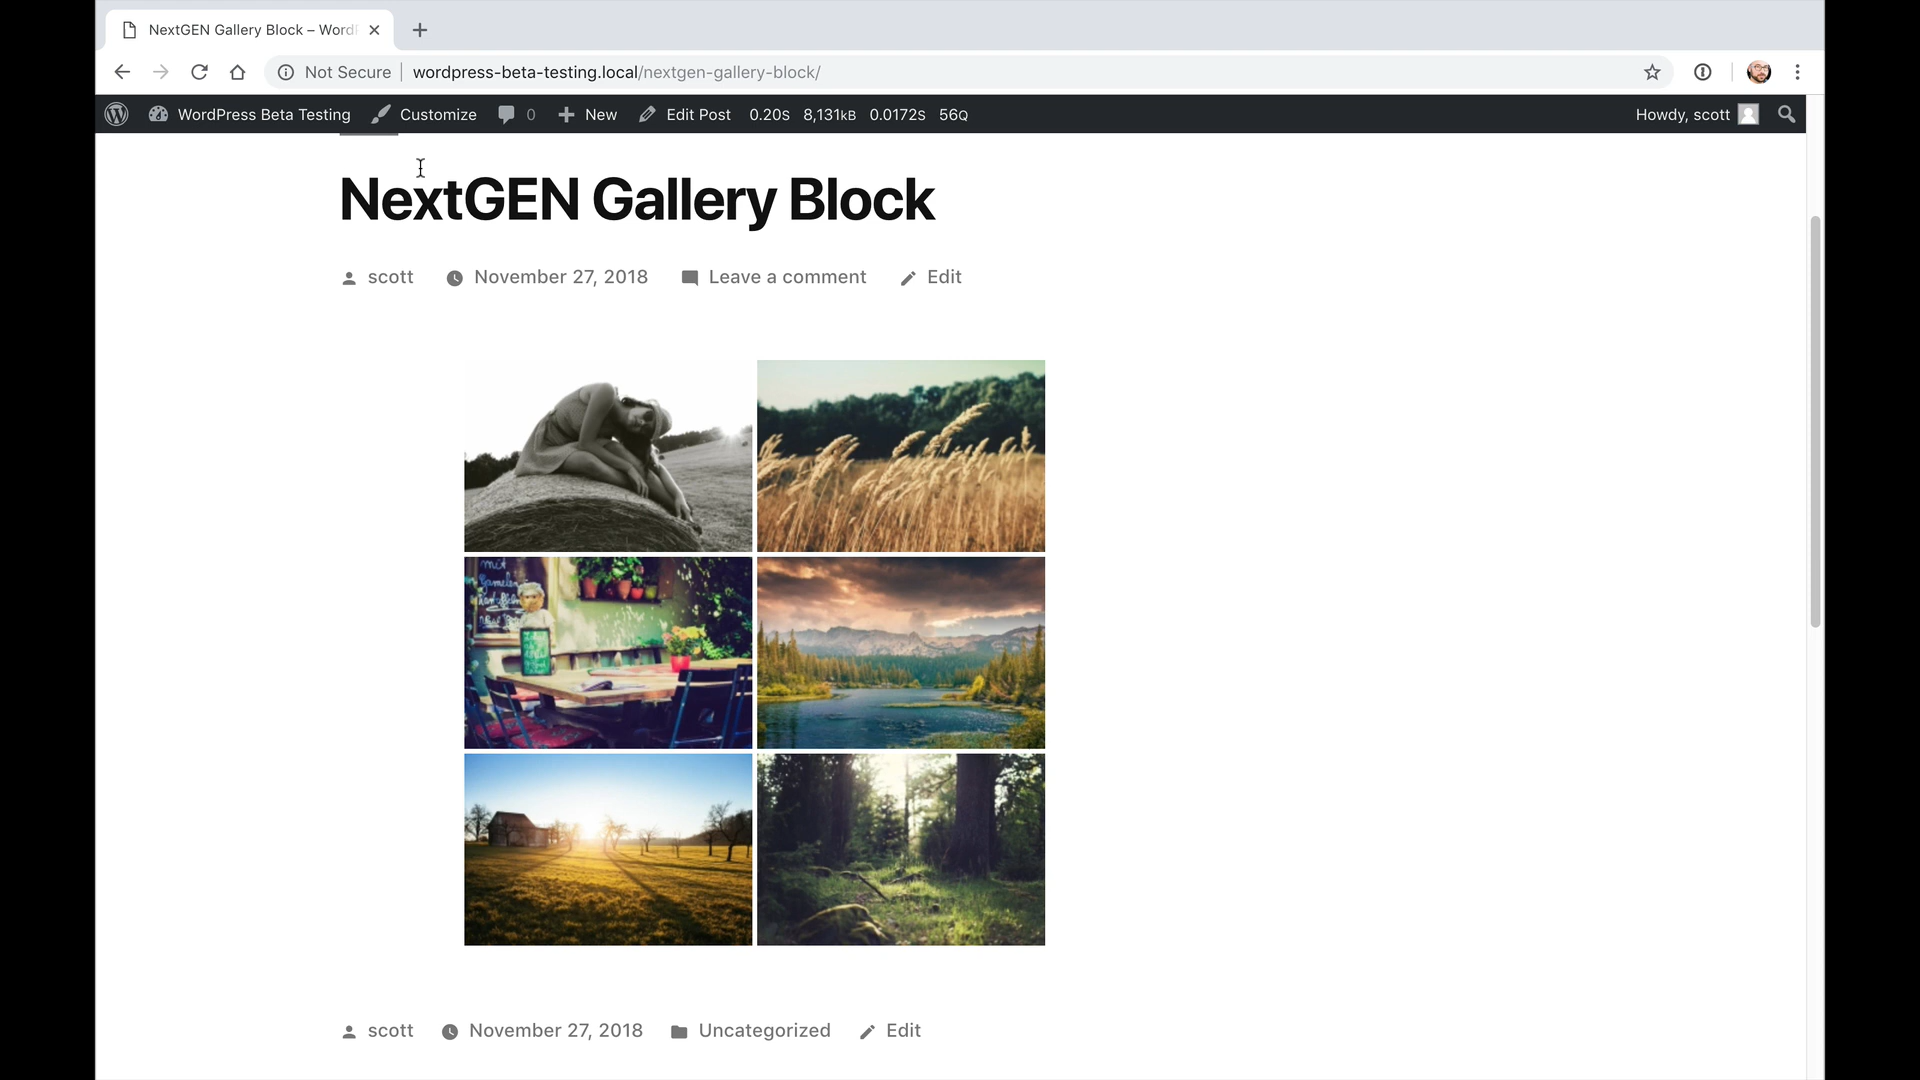 NextGEN Gallery Block – Word
Not Secure wordpress-beta-testing.local/nextgen-gallery-block/
WordPress Beta Testing Customize 0 New Edit Post 0.20S 8,131KB 0.0172S 56Q Howdy, scott
NextGEN Gallery Block
scott November 27, 2018 Leave a comment Edit
mit
scott November 27, 2018 Uncategorized Edit